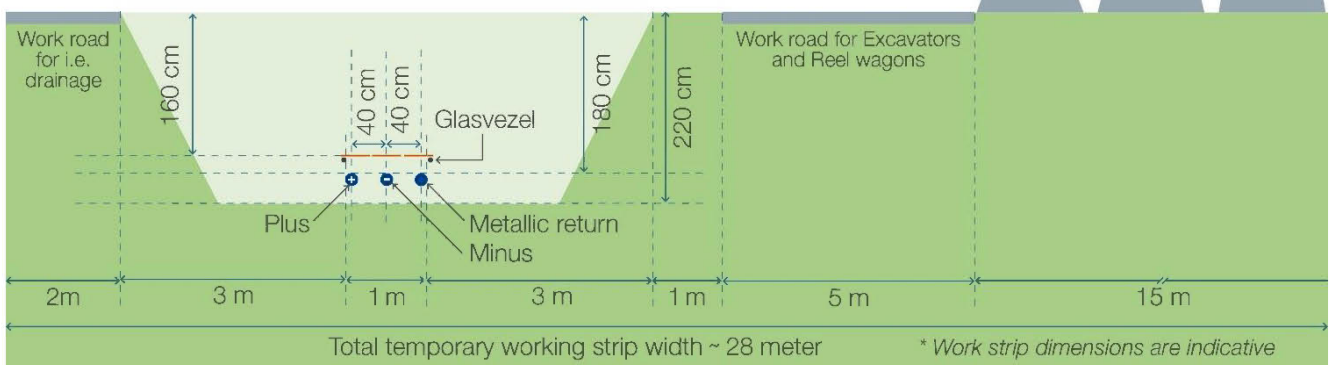 Work road
for i.e.
drainage
160 cm
40 cm
40 cm
Glasvezel
180 cm
220 cm
Work road for Excavators
and Reel wagons
Plus
Metallic return
Minus
2m
3 m
1 m
3 m
1 m
5 m
15 m
Total temporary working strip width ~ 28 meter
* Work strip dimensions are indicative